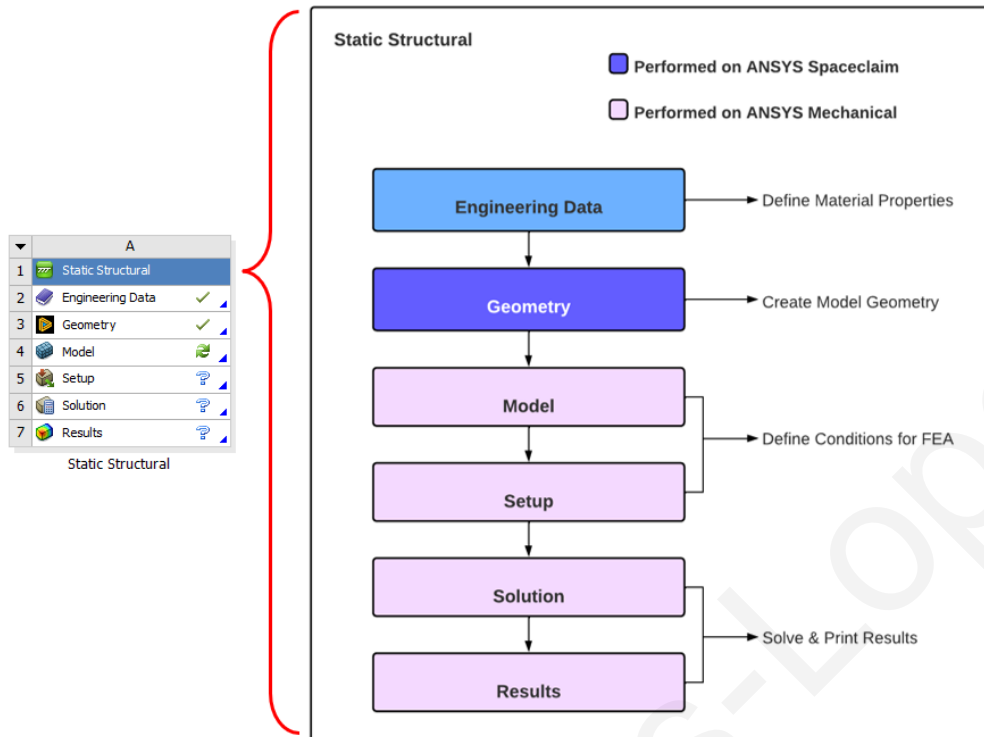 Static Structural
Performed on ANSYS Spaceclaim
Performed on ANSYS Mechanical
Engineering Data
Define Material Properties
Geometry
Create Model Geometry
Model
Define Conditions for FEA
Setup
Solution
Solve & Print Results
Results
A
1 Static Structural
2 Engineering Data
3 Geometry
4 Model
5 Setup ?
6 Solution ?
7 Results ?
Static Structural